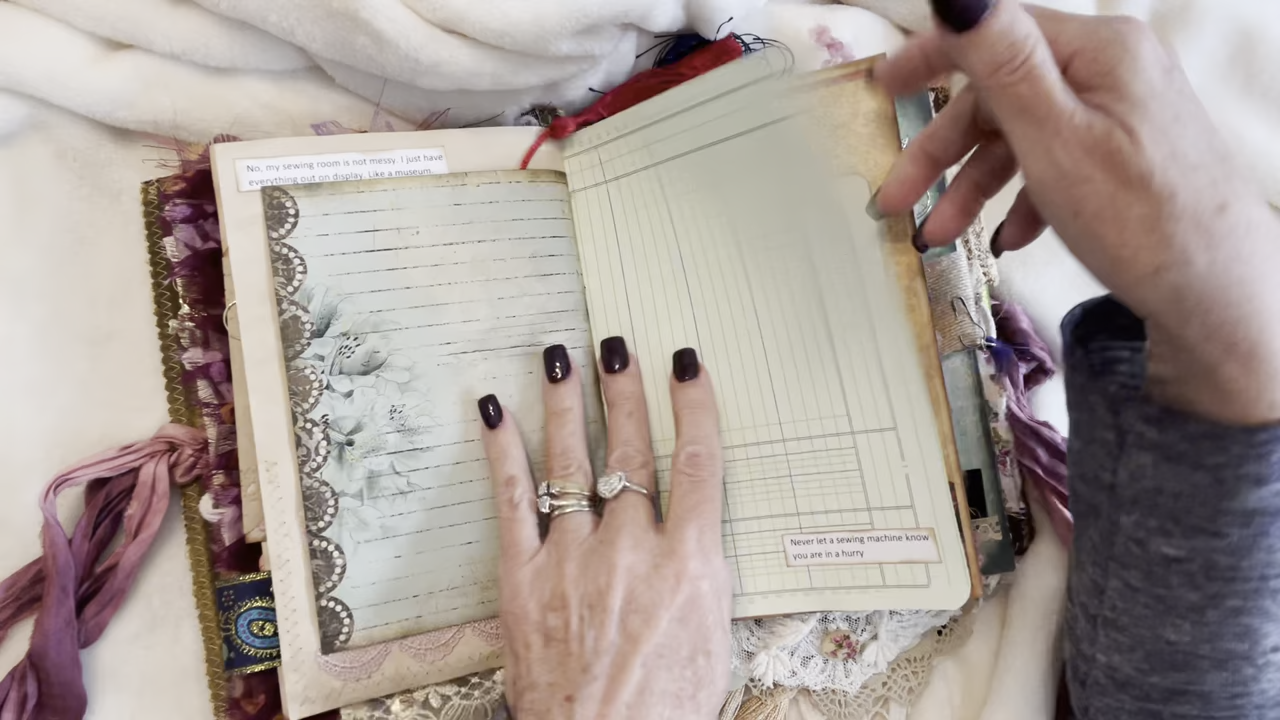 No, my sewing room is not messy. I just have
everything out on display. Like a museum.
Never let a sewing machine know
you are in a hurry